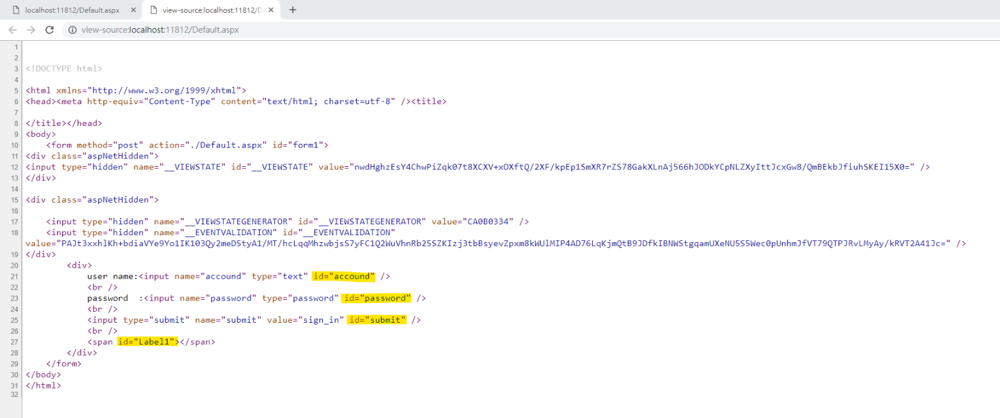 localhost:11812/Default.aspx
view-source:localhost:11812/D
view-source:localhost:11812/Default.aspx
1
2
3 <!DOCTYPE html>
4
5 <html xmlns="http://www.w3.org/1999/xhtml">
6 <head><meta http-equiv="Content-Type" content="text/html; charset=utf-8" /><title>
7
8 </title></head>
9 <body>
10 <form method="post" action="./Default.aspx" id="form1">
11 <div class="aspNetHidden">
12 <input type="hidden" name="__VIEWSTATE" id="__VIEWSTATE" value="nwdHghzEsY4ChwPiZqk07t8XCXV+xOXftQ/2XF/kpEp1SmXR7rZS78GakXLnAj566hJODkYCpNLZXyIttJcxGw8/QmBEkbJfiuhSKEI15X0=" />
13 </div>
14
15 <div class="aspNetHidden">
16
17 <input type="hidden" name="__VIEWSTATEGENERATOR" id="__VIEWSTATEGENERATOR" value="CA0B0334" />
18 <input type="hidden" name="__EVENTVALIDATION" id="__EVENTVALIDATION"
value="PAJt3xxhlKh+bdiaVYe9Yo1IK103Qy2meDStyA1/MT/hcLqqMhzwbjsS7yFC1Q2WuVhnRb25SZKIzj3tbBsyevZpxm8kWUlMIP4AD76LqKjmQtB9JDfkIBNWStgqamUXeNU5S5Wec0pUnhmJfVT79QTPJRvLMyAy/kRVT2A41Jc=" />
19 </div>
20 <div>
21 user name:<input name="accound" type="text" id="accound" />
22 <br />
23 password  :<input name="password" type="password" id="password" />
24 <br />
25 <input type="submit" name="submit" value="sign_in" id="submit" />
26 <br />
27 <span id="Label1"></span>
28 </div>
29 </form>
30 </body>
31 </html>
32